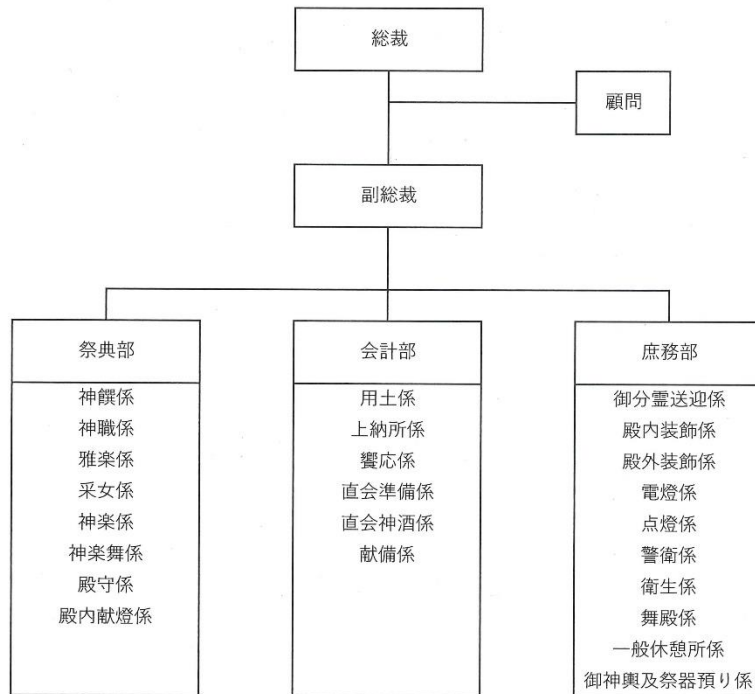 総裁
顧問
副総裁
祭典部
神饌係
神職係
雅楽係
采女係
神楽係
神楽舞係
殿守係
殿内献燈係
会計部
用土係
上納所係
饗応係
直会準備係
直会神酒係
献備係
庶務部
御分霊送迎係
殿内装飾係
殿外装飾係
電燈係
点燈係
警衛係
衛生係
舞殿係
一般休憩所係
御神輿及祭器預り係